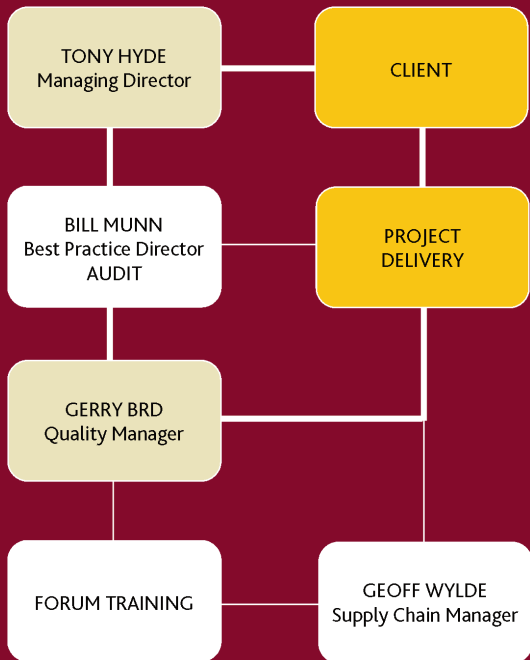 TONY HYDE
Managing Director
CLIENT
BILL MUNN
Best Practice Director
AUDIT
PROJECT
DELIVERY
GERRY BRD
Quality Manager
FORUM TRAINING
GEOFF WYLDE
Supply Chain Manager